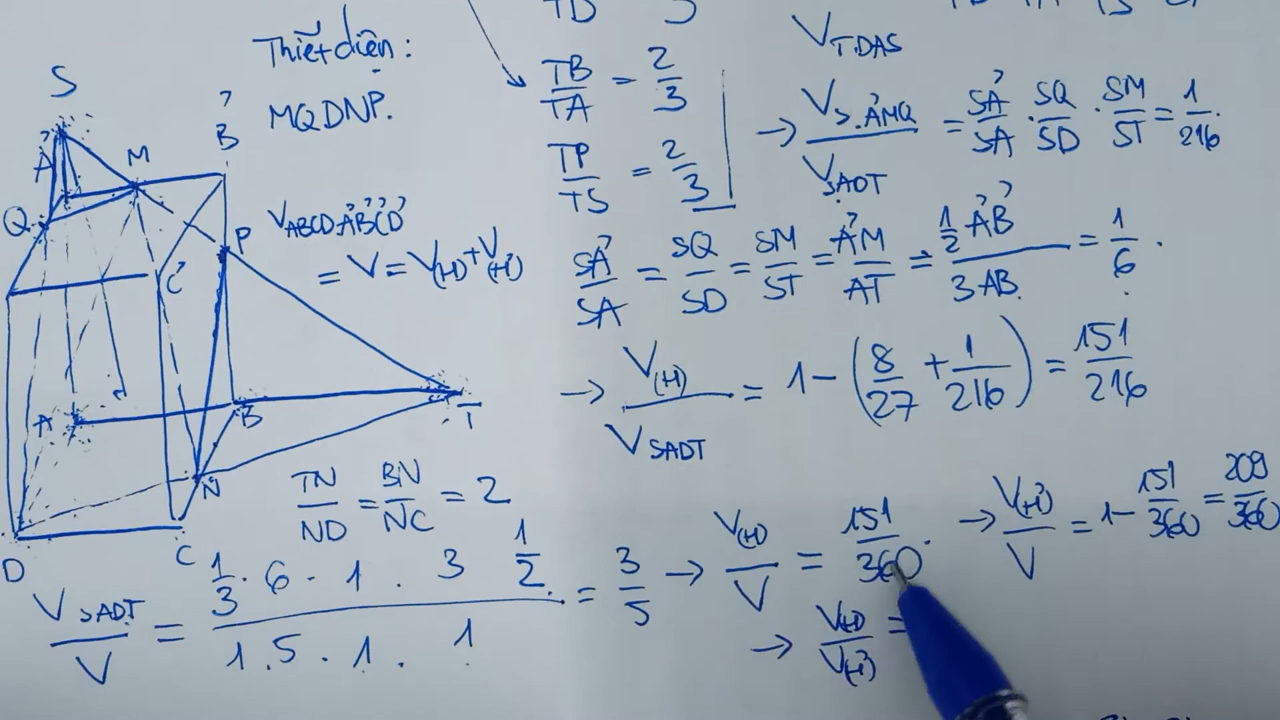 Thiết diện:
MQDNP.
S
A'
M
B'
Q
P
C'
A
B
T
N
D
C
V_ABCD.A'B'C'D'
= V = V_(H) + V_(H')
TN/ND = BN/NC = 2
V_SADT/V = (1/3 . 6 . 1 . 3 1/2.)/(1.5 . 1 . 1) = 3/5 → V_(H)/V = 151/360. → V_(H')/V = 1 - 151/360 = 209/360
→ V_(H)/V_(H') =
TB/TA = 2/3
TP/TS = 2/3
V_T.DAS
→ V_S.A'MQ/V_SADT = SA'/SA . SQ/SD . SM/ST = 1/216.
SA'/SA = SQ/SD = SM/ST = A'M/AT = (1/2 A'B')/(3AB.) = 1/6.
→ V_(H)/V_SADT = 1 - (8/27 + 1/216) = 151/216